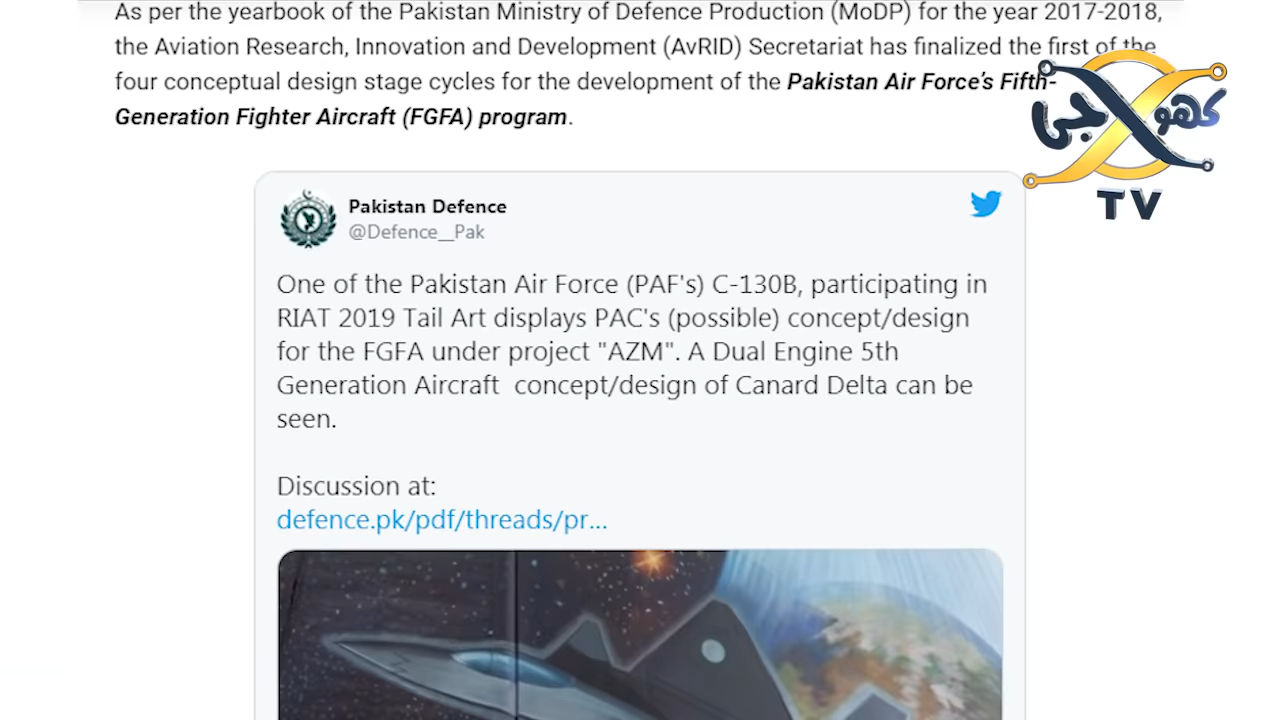 As per the yearbook of the Pakistan Ministry of Defence Production (MoDP) for the year 2017-2018,
the Aviation Research, Innovation and Development (AvRID) Secretariat has finalized the first of the
four conceptual design stage cycles for the development of the Pakistan Air Force’s Fifth-
Generation Fighter Aircraft (FGFA) program.
کھوجی
TV
Pakistan Defence
@Defence__Pak
One of the Pakistan Air Force (PAF's) C-130B, participating in
RIAT 2019 Tail Art displays PAC's (possible) concept/design
for the FGFA under project "AZM". A Dual Engine 5th
Generation Aircraft  concept/design of Canard Delta can be
seen.
Discussion at:
defence.pk/pdf/threads/pr...